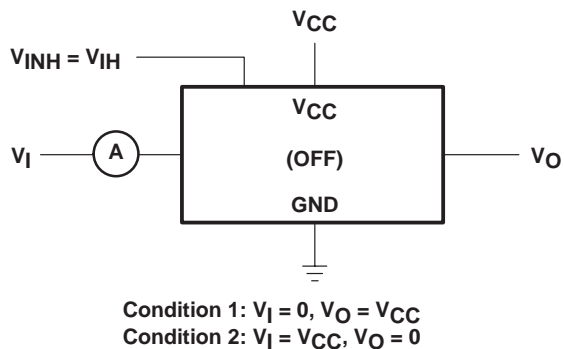 VCC
VINH = VIH
VCC
VI
A
(OFF)
VO
GND
Condition 1: VI = 0, VO = VCC
Condition 2: VI = VCC, VO = 0